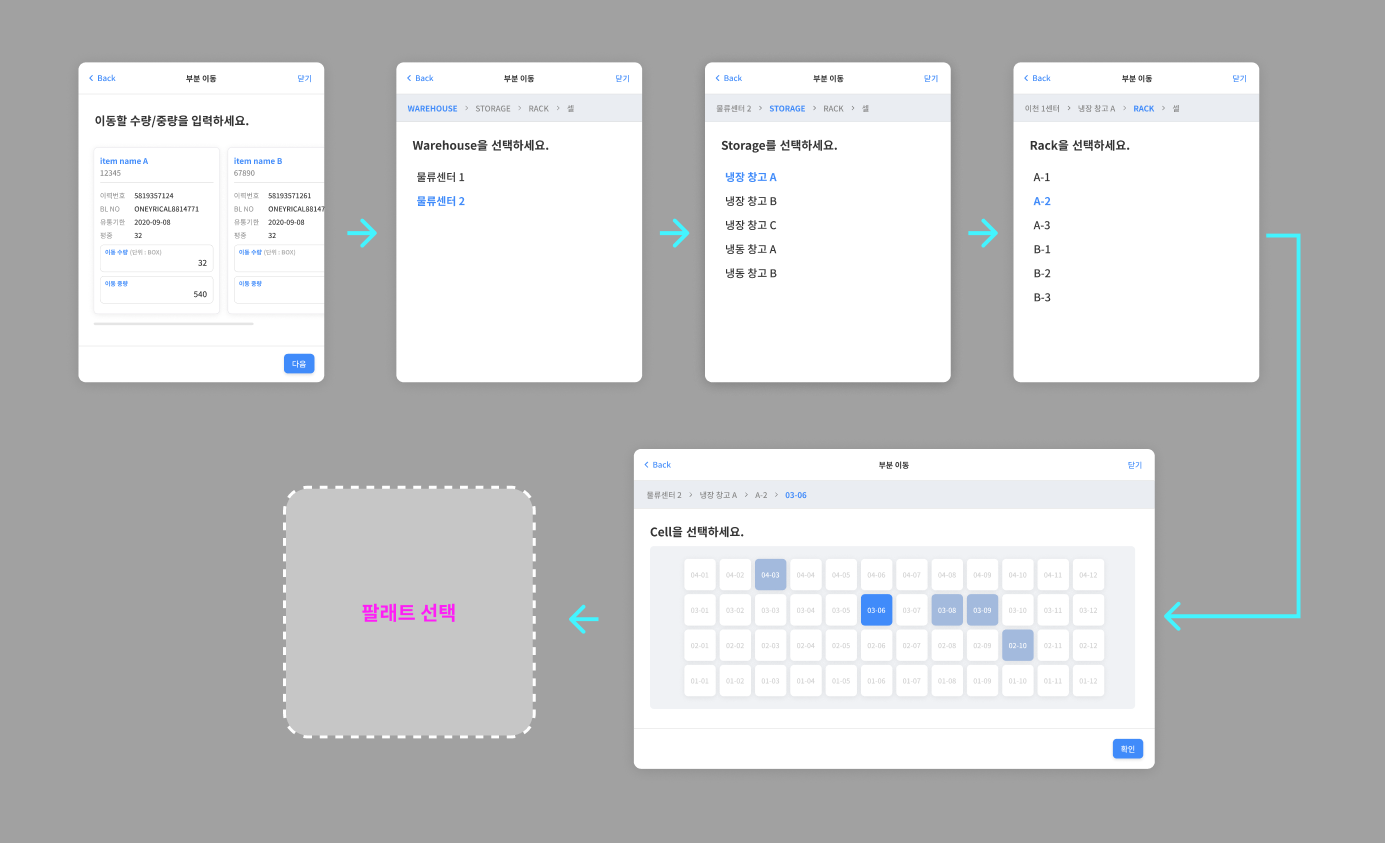 Back 부분 이동 닫기
이동할 수량/중량을 입력하세요.
item name A
12345
이력번호 5819357124
BL NO ONEYRICAL8814771
유통기한 2020-09-08
평중 32
이동 수량 (단위 : BOX)
32
이동 중량
540
item name B
67890
이력번호 58193571261
BL NO ONEYRICAL88147
유통기한 2020-09-08
평중 32
이동 수량 (단위 : BOX)
이동 중량
다음
Back 부분 이동 닫기
WAREHOUSE > STORAGE > RACK > 셀
Warehouse을 선택하세요.
물류센터 1
물류센터 2
Back 부분 이동 닫기
물류센터 2 > STORAGE > RACK > 셀
Storage를 선택하세요.
냉장 창고 A
냉장 창고 B
냉장 창고 C
냉동 창고 A
냉동 창고 B
Back 부분 이동 닫기
이천 1센터 > 냉장 창고 A > RACK > 셀
Rack을 선택하세요.
A-1
A-2
A-3
B-1
B-2
B-3
Back 부분 이동 닫기
물류센터 2 > 냉장 창고 A > A-2 > 03-06
Cell을 선택하세요.
04-01 04-02 04-03 04-04 04-05 04-06 04-07 04-08 04-09 04-10 04-11 04-12
03-01 03-02 03-03 03-04 03-05 03-06 03-07 03-08 03-09 03-10 03-11 03-12
02-01 02-02 02-03 02-04 02-05 02-06 02-07 02-08 02-09 02-10 02-11 02-12
01-01 01-02 01-03 01-04 01-05 01-06 01-07 01-08 01-09 01-10 01-11 01-12
확인
팔래트 선택